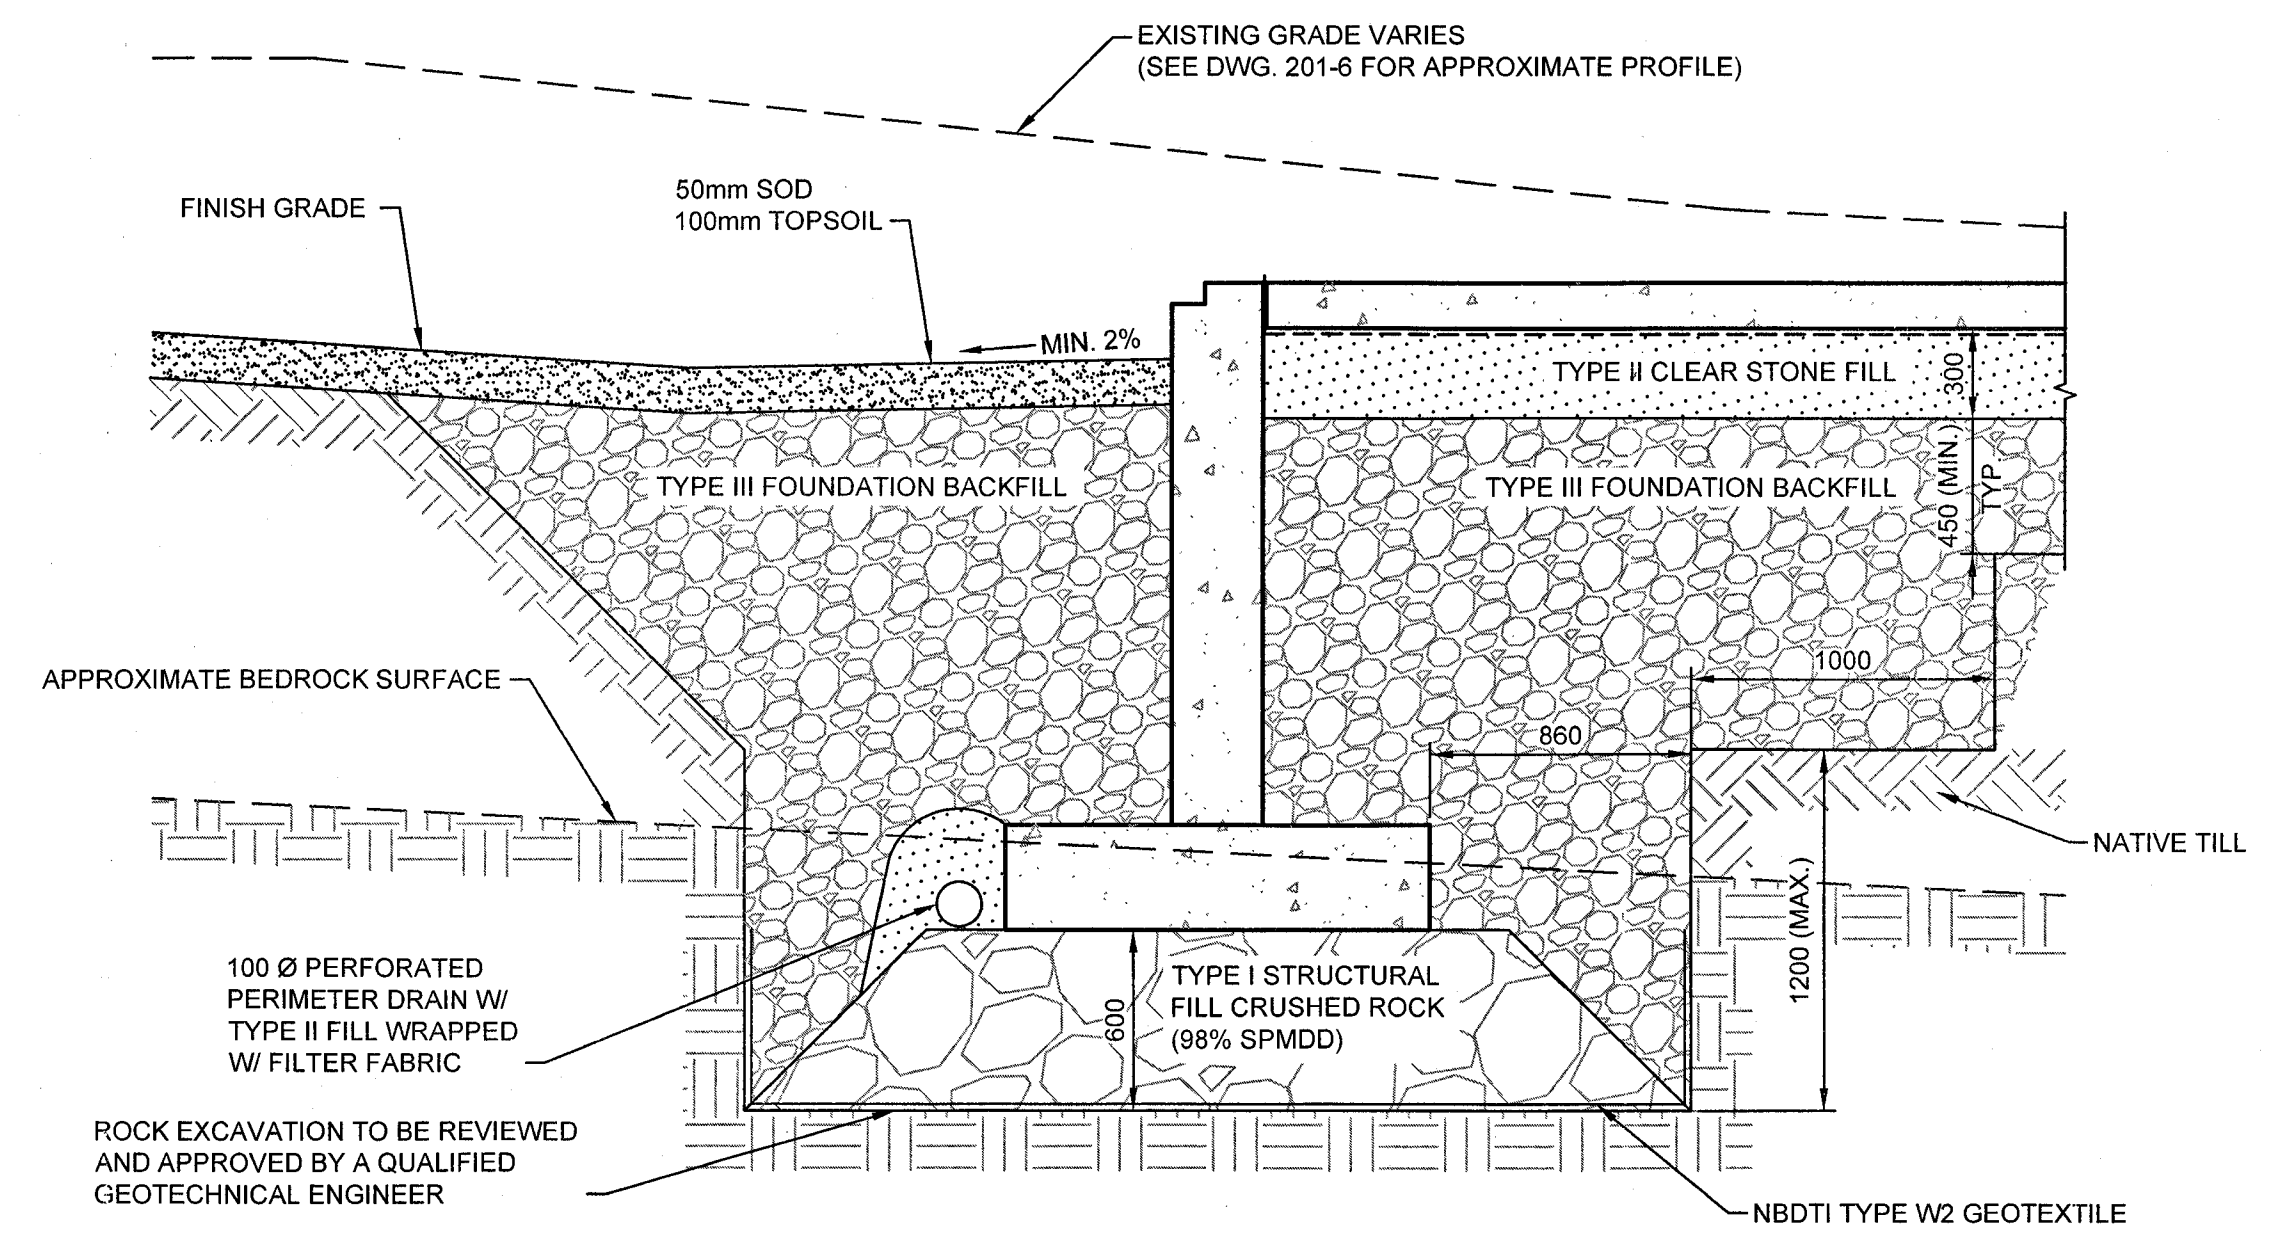 EXISTING GRADE VARIES
(SEE DWG. 201-6 FOR APPROXIMATE PROFILE)
50mm SOD
100mm TOPSOIL
FINISH GRADE
MIN. 2%
TYPE II CLEAR STONE FILL
300
TYPE III FOUNDATION BACKFILL
TYPE III FOUNDATION BACKFILL
450 (MIN.)
TYP.
1000
APPROXIMATE BEDROCK SURFACE
860
NATIVE TILL
1200 (MAX.)
100 Ø PERFORATED
PERIMETER DRAIN W/
TYPE II FILL WRAPPED
W/ FILTER FABRIC
600
TYPE I STRUCTURAL
FILL CRUSHED ROCK
(98% SPMDD)
ROCK EXCAVATION TO BE REVIEWED
AND APPROVED BY A QUALIFIED
GEOTECHNICAL ENGINEER
NBDTI TYPE W2 GEOTEXTILE